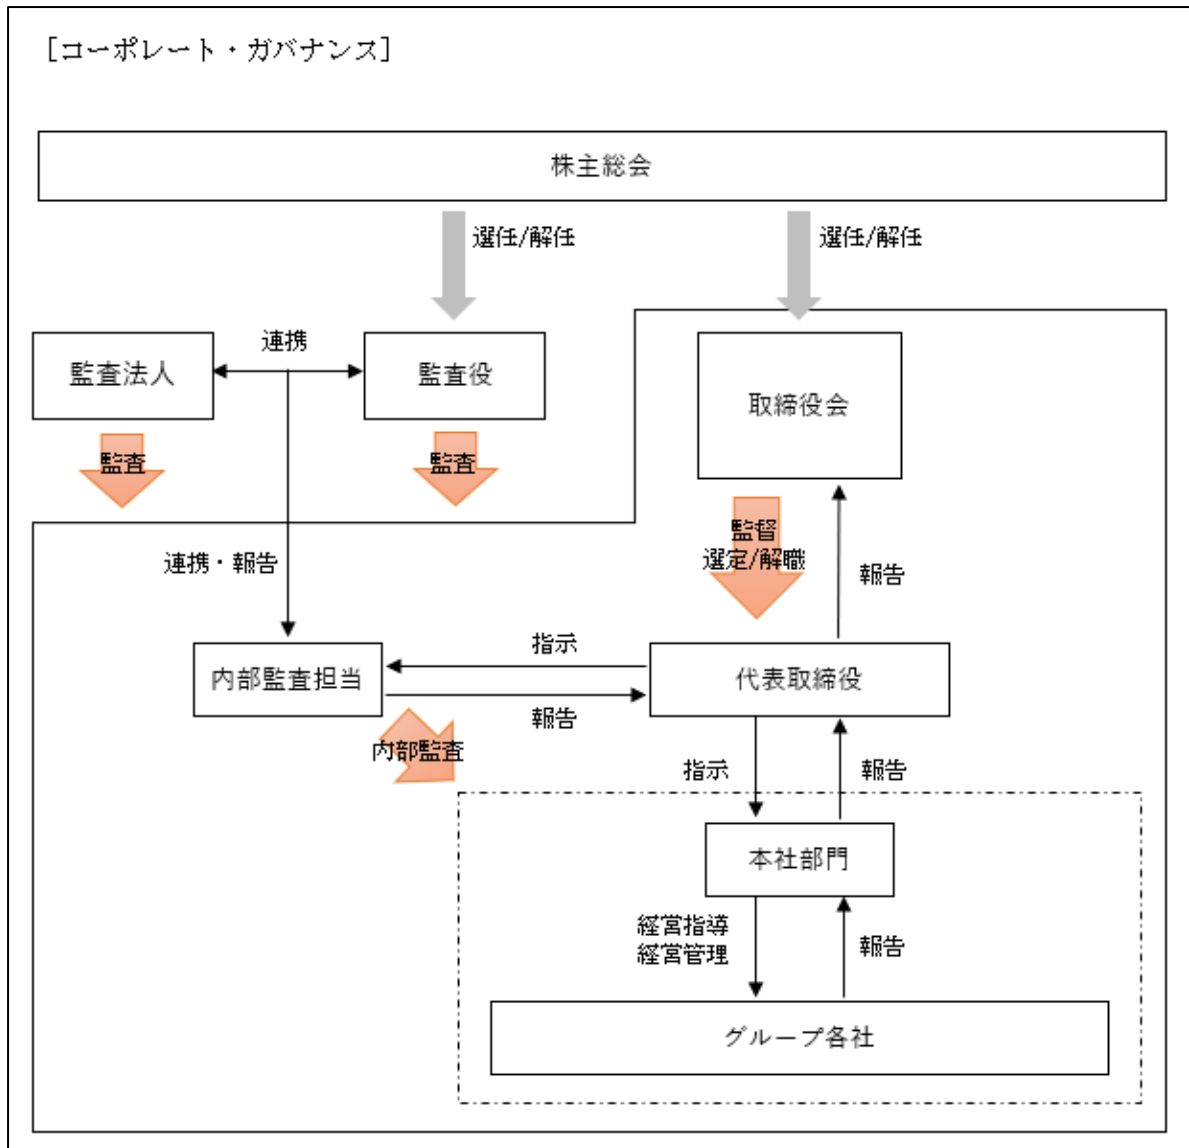 [コーポレート・ガバナンス]
株主総会
選任/解任
選任/解任
監査法人
連携
監査役
取締役会
監査
監査
監督
選定/解職
連携・報告
報告
内部監査担当
指示
報告
代表取締役
内部監査
指示
報告
本社部門
経営指導
経営管理
報告
グループ各社